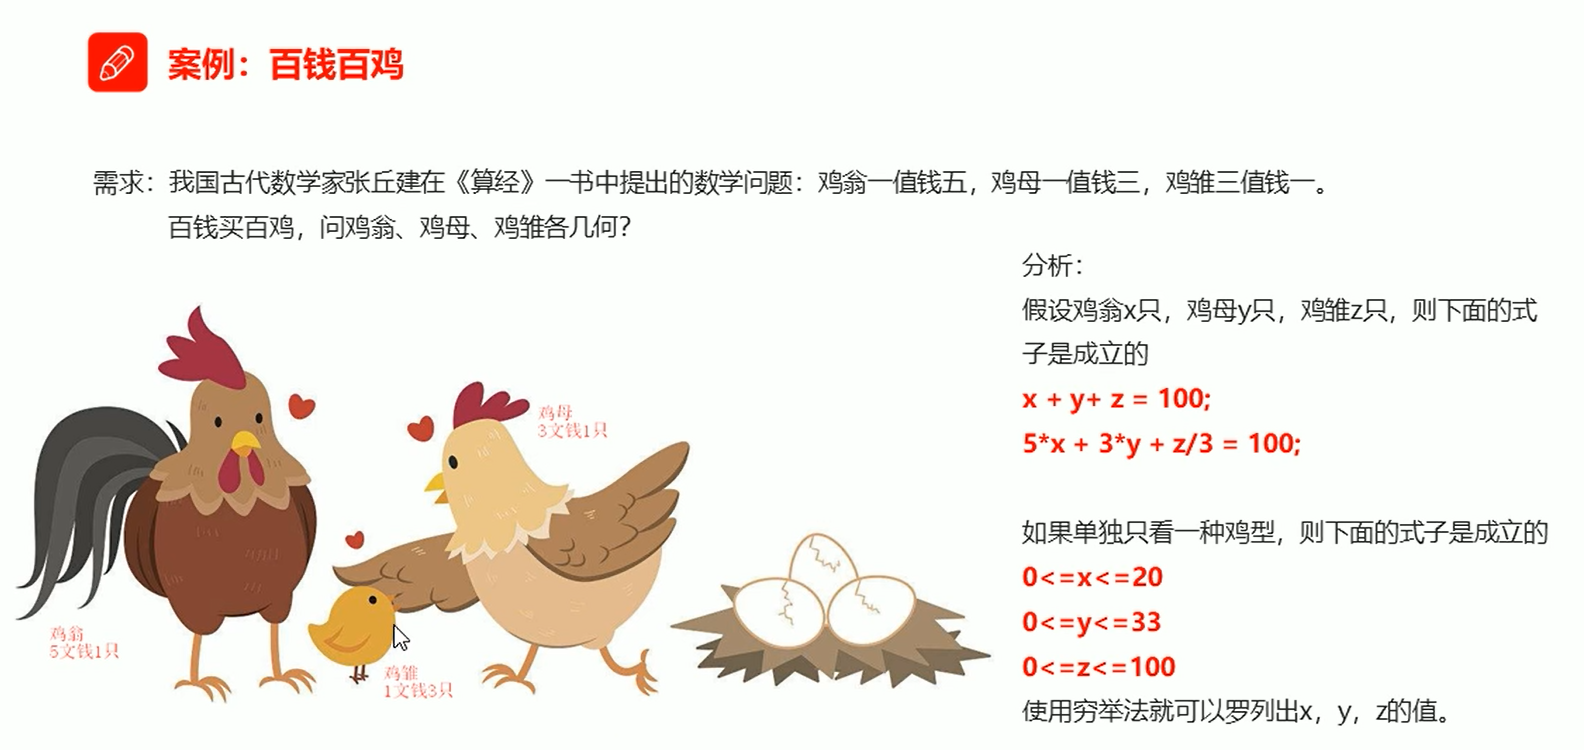 案例：百钱百鸡
需求：我国古代数学家张丘建在《算经》一书中提出的数学问题：鸡翁一值钱五，鸡母一值钱三，鸡雏三值钱一。
百钱买百鸡，问鸡翁、鸡母、鸡雏各几何？
分析：
假设鸡翁x只，鸡母y只，鸡雏z只，则下面的式
子是成立的
x + y+ z = 100;
5*x + 3*y + z/3 = 100;
如果单独只看一种鸡型，则下面的式子是成立的
0<=x<=20
0<=y<=33
0<=z<=100
使用穷举法就可以罗列出x，y，z的值。
鸡母
3文钱1只
鸡翁
5文钱1只
鸡雏
1文钱3只